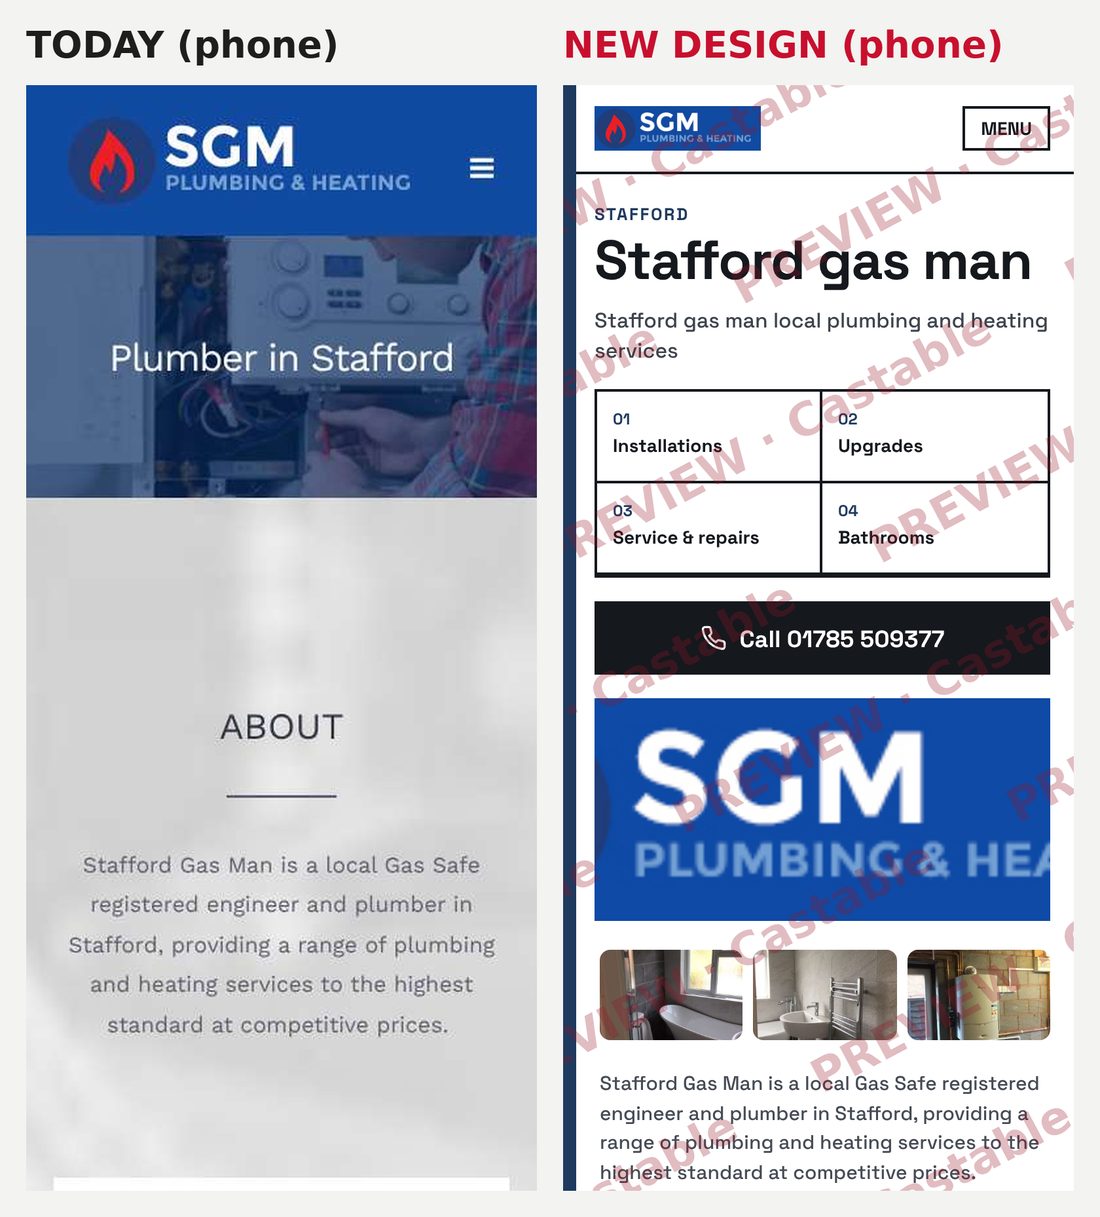 TODAY (phone)
SGM
PLUMBING & HEATING
Plumber in Stafford
ABOUT
Stafford Gas Man is a local Gas Safe
registered engineer and plumber in
Stafford, providing a range of plumbing
and heating services to the highest
standard at competitive prices.
NEW DESIGN (phone)
SGM
PLUMBING & HEATING
MENU
STAFFORD
Stafford gas man
Stafford gas man local plumbing and heating
services
01
Installations
02
Upgrades
03
Service & repairs
04
Bathrooms
Call 01785 509377
SGM
PLUMBING & HEA
Stafford Gas Man is a local Gas Safe registered
engineer and plumber in Stafford, providing a
range of plumbing and heating services to the
highest standard at competitive prices.
PREVIEW · Castable